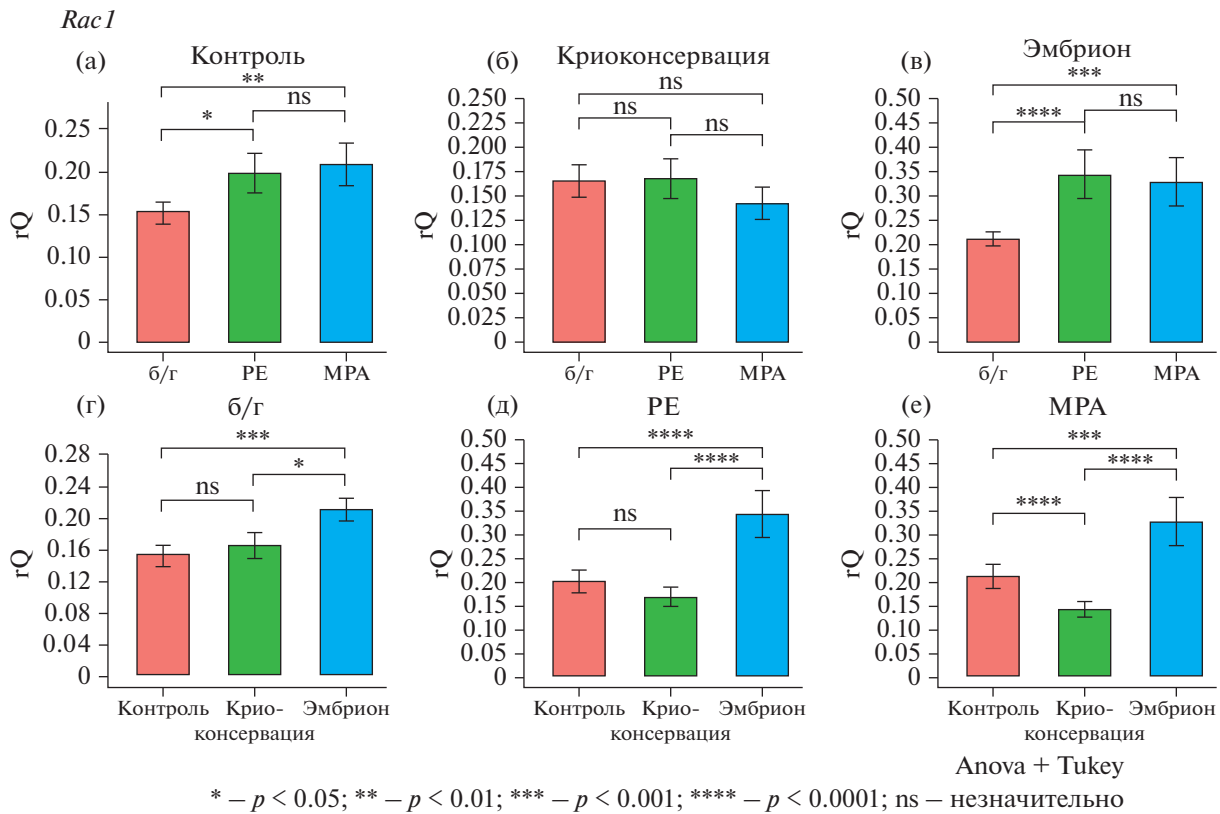 Rac1
(а)
Контроль
**
*
ns
0.25
0.20
0.15
0.10
0.05
0
rQ
б/г
PE
MPA
(б)
Криоконсервация
ns
ns
ns
0.250
0.225
0.200
0.175
0.150
0.125
0.100
0.075
0.050
0.025
0
rQ
б/г
PE
MPA
(в)
Эмбрион
***
****
ns
0.50
0.45
0.40
0.35
0.30
0.25
0.20
0.15
0.10
0.05
0
rQ
б/г
PE
MPA
(г)
б/г
***
*
ns
0.28
0.24
0.20
0.16
0.12
0.08
0.04
0
rQ
Контроль
Крио-
консервация
Эмбрион
(д)
PE
****
****
ns
0.50
0.45
0.40
0.35
0.30
0.25
0.20
0.15
0.10
0.05
0
rQ
Контроль
Крио-
консервация
Эмбрион
(е)
MPA
***
****
****
0.50
0.45
0.40
0.35
0.30
0.25
0.20
0.15
0.10
0.05
0
rQ
Контроль
Крио-
консервация
Эмбрион
Anova + Tukey
* – p < 0.05; ** – p < 0.01; *** – p < 0.001; **** – p < 0.0001; ns – незначительно